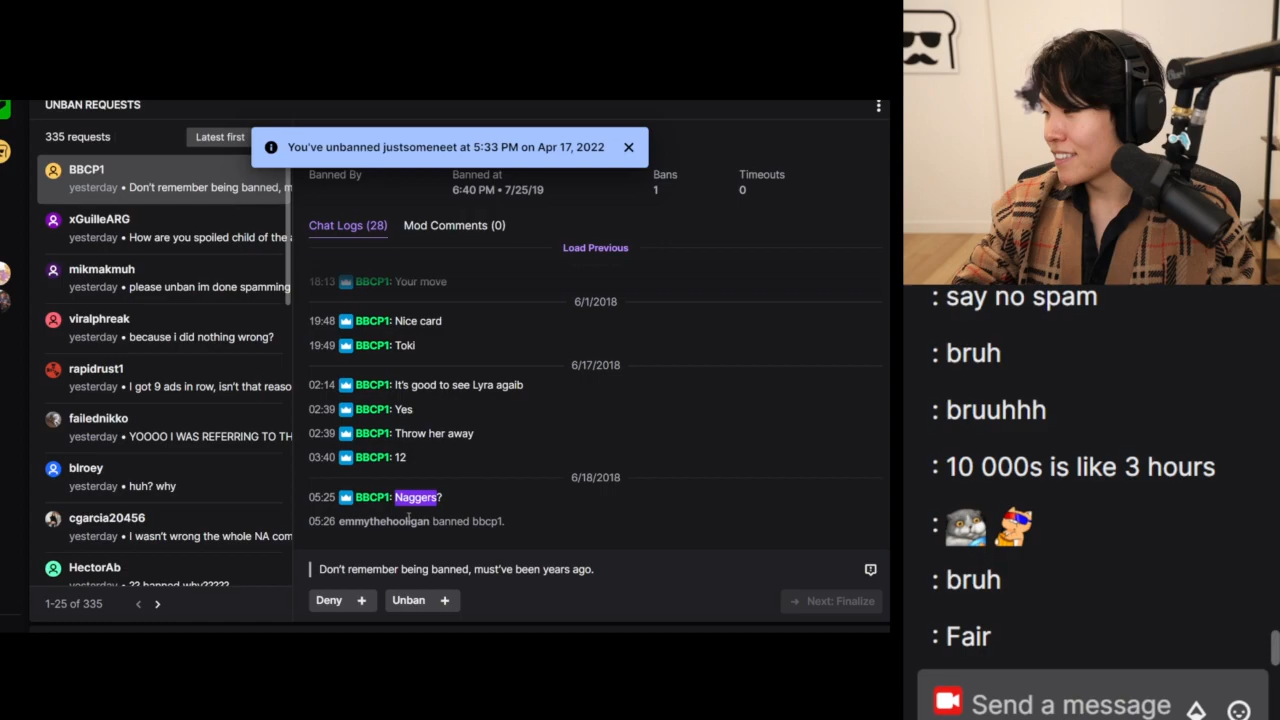 UNBAN REQUESTS
335 requests
Latest first
You've unbanned justsomeneet at 5:33 PM on Apr 17, 2022
BBCP1
yesterday • Don't remember being banned, m
xGuilleARG
yesterday • How are you spoiled child of the a
mikmakmuh
yesterday • please unban im done spamming
viralphreak
yesterday • because i did nothing wrong?
rapidrust1
yesterday • I got 9 ads in row, isn't that reaso
failednikko
yesterday • YOOOO I WAS REFERRING TO TH
blroey
yesterday • huh? why
cgarcia20456
yesterday • I wasn't wrong the whole NA com
HectorAb
yesterday • ?? banned why?????
1-25 of 335
Banned By
Banned at
6:40 PM • 7/25/19
Bans
1
Timeouts
0
Chat Logs (28)
Mod Comments (0)
Load Previous
18:13 BBCP1: Your move
6/1/2018
19:48 BBCP1: Nice card
19:49 BBCP1: Toki
6/17/2018
02:14 BBCP1: It's good to see Lyra agaib
02:39 BBCP1: Yes
02:39 BBCP1: Throw her away
03:40 BBCP1: 12
6/18/2018
05:25 BBCP1: Naggers?
05:26 emmythehooligan banned bbcp1.
Don't remember being banned, must've been years ago.
Deny +
Unban +
Next: Finalize
: say no spam
: bruh
: bruuhhh
: 10 000s is like 3 hours
:
: bruh
: Fair
Send a message